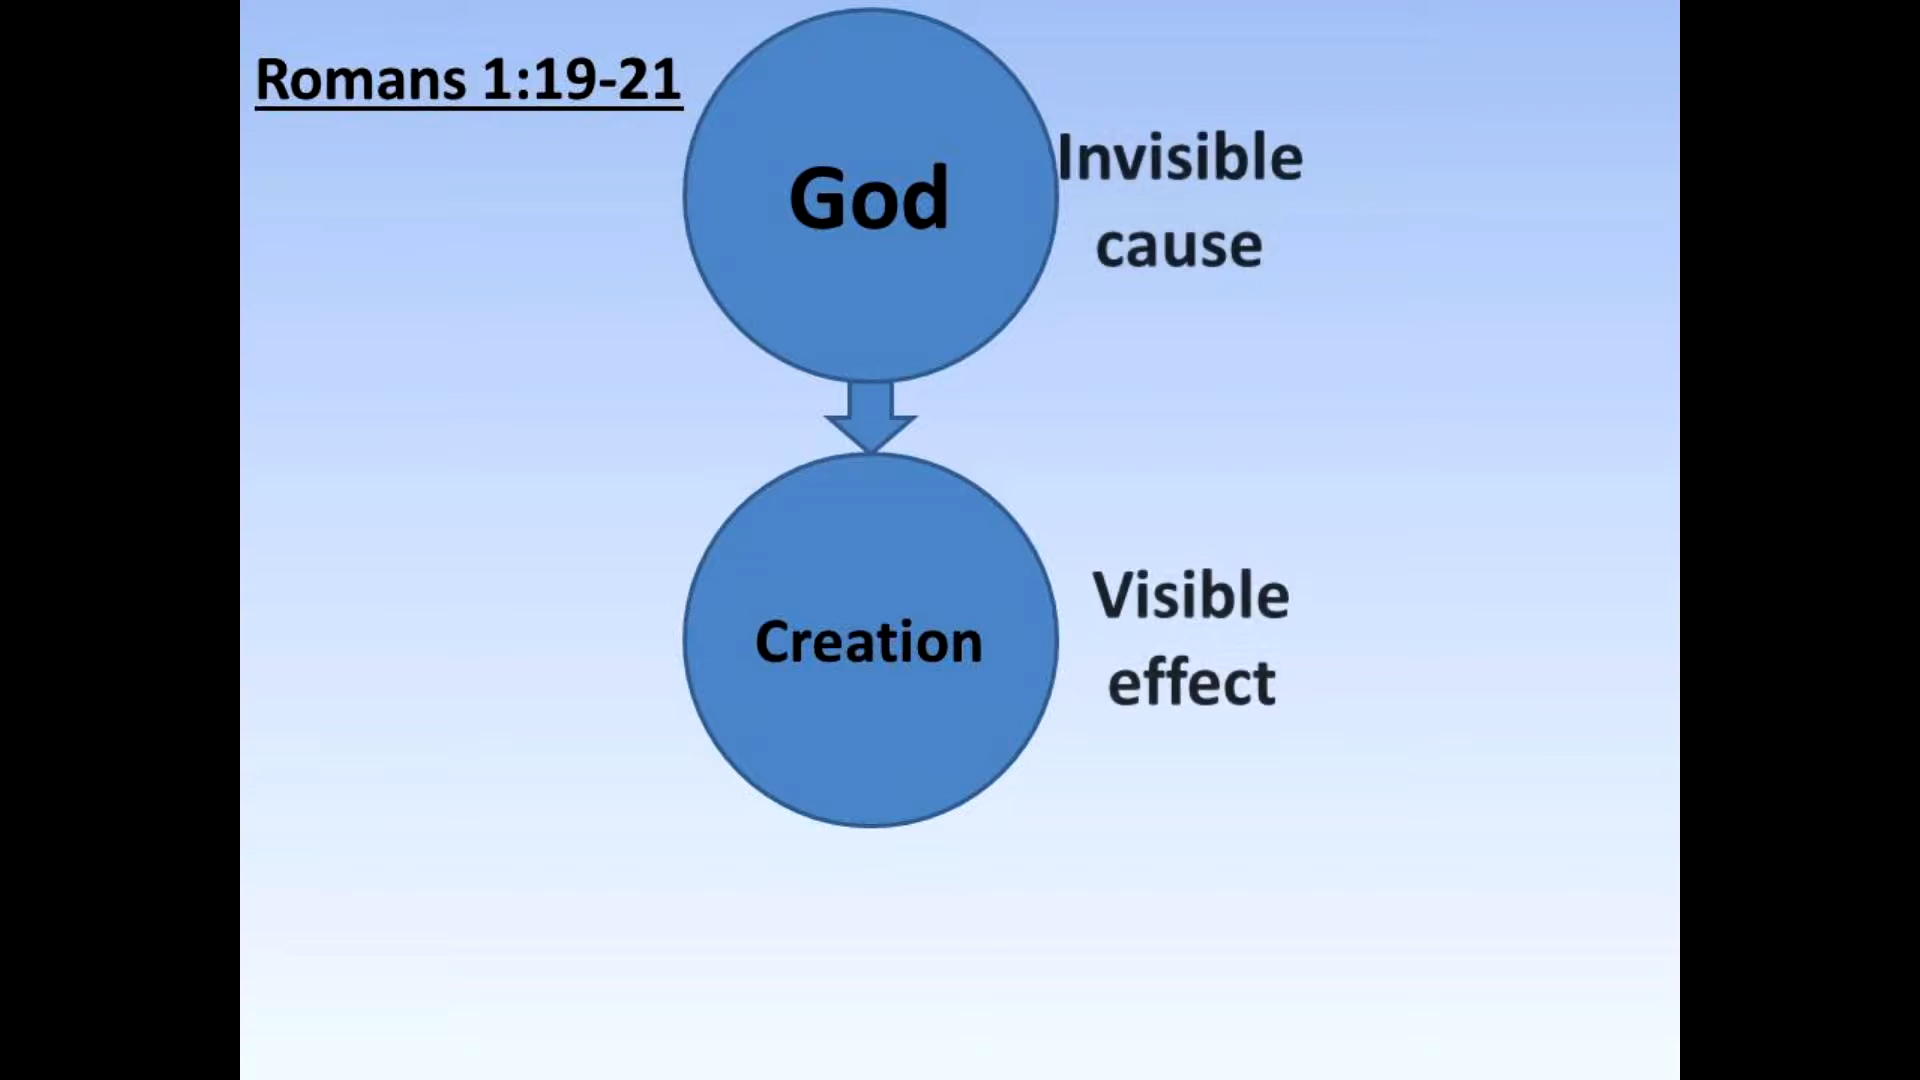 Romans 1:19-21
God
Invisible
cause
Creation
Visible
effect